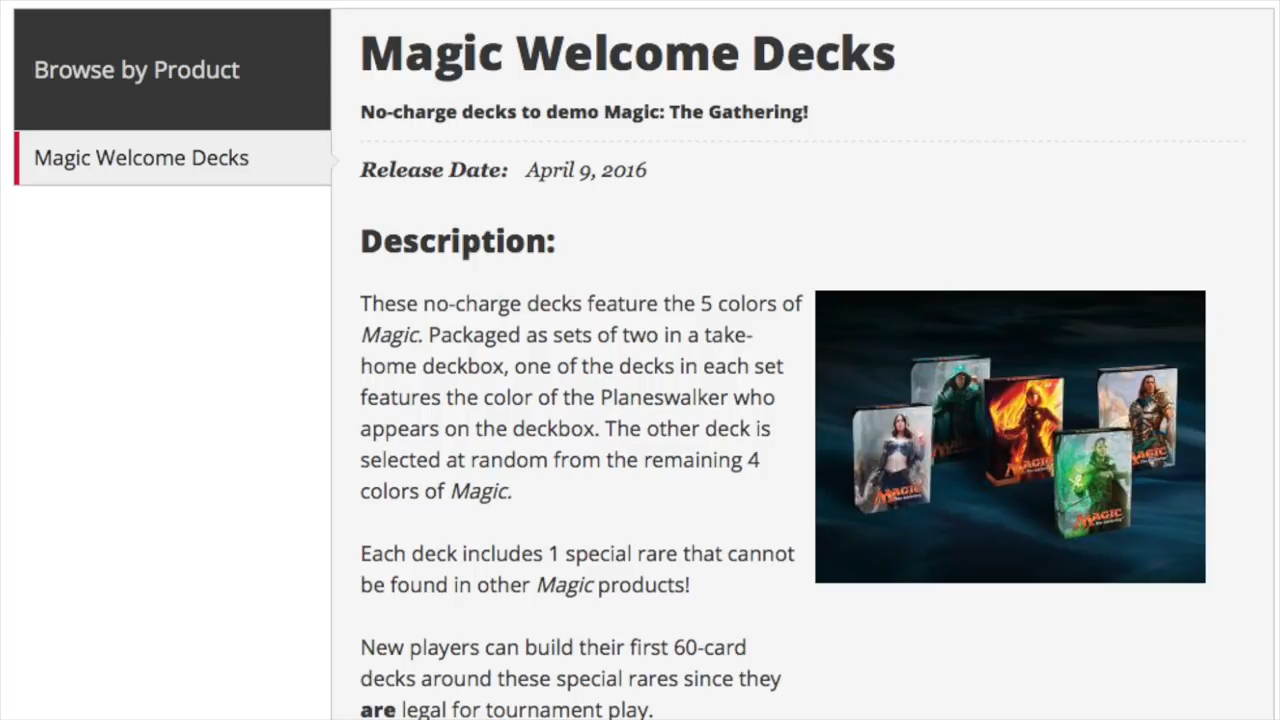 Browse by Product
Magic Welcome Decks
Magic Welcome Decks
No-charge decks to demo Magic: The Gathering!
Release Date: April 9, 2016
Description:
These no-charge decks feature the 5 colors of
Magic. Packaged as sets of two in a take-
home deckbox, one of the decks in each set
features the color of the Planeswalker who
appears on the deckbox. The other deck is
selected at random from the remaining 4
colors of Magic.
Each deck includes 1 special rare that cannot
be found in other Magic products!
New players can build their first 60-card
decks around these special rares since they
are legal for tournament play.
MAGIC
MAGIC
MAGIC